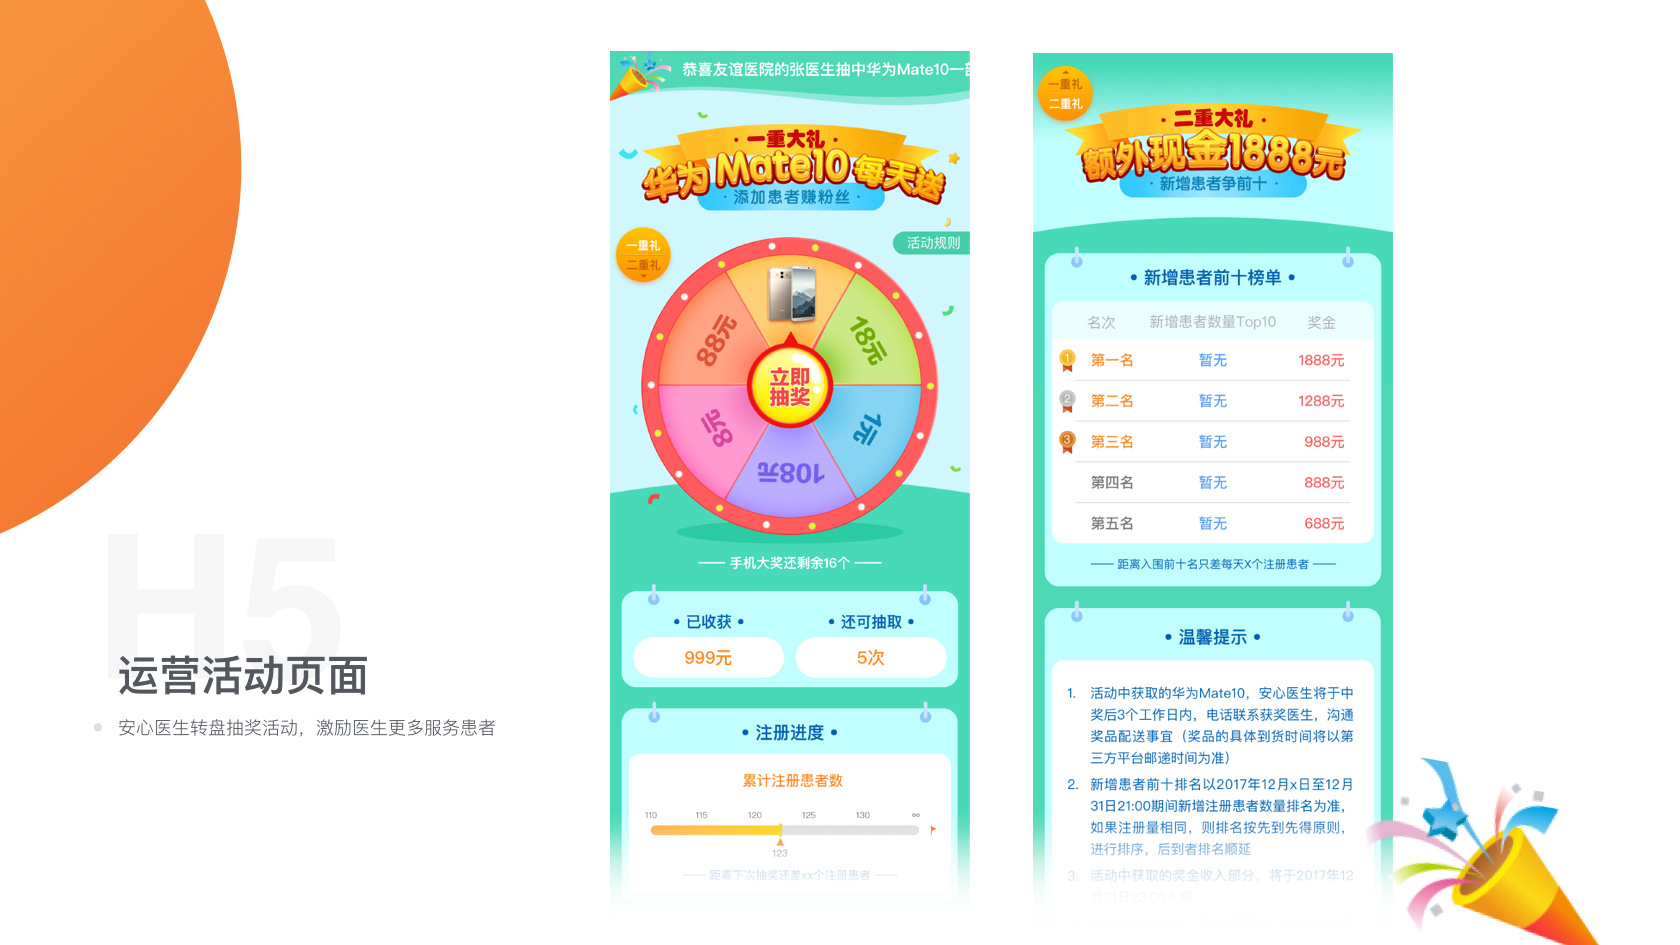 H5
运营活动页面
安心医生转盘抽奖活动，激励医生更多服务患者
恭喜友谊医院的张医生抽中华为Mate10一部
·一重大礼·
华为Mate10每天送
·添加患者赚粉丝·
一重礼
二重礼
活动规则
88元
18元
立即
抽奖
8元
1元
108元
手机大奖还剩余16个
•已收获•
•还可抽取•
999元
5次
•注册进度•
累计注册患者数
110 115 120 125 130 ∞
123
距离下次抽奖还差xx个注册患者
一重礼
二重礼
·二重大礼·
额外现金1888元
·新增患者争前十·
•新增患者前十榜单•
名次 新增患者数量Top10 奖金
1 第一名 暂无 1888元
2 第二名 暂无 1288元
3 第三名 暂无 988元
第四名 暂无 888元
第五名 暂无 688元
距离入围前十名只差每天X个注册患者
•温馨提示•
1. 活动中获取的华为Mate10，安心医生将于中
奖后3个工作日内，电话联系获奖医生，沟通
奖品配送事宜（奖品的具体到货时间将以第
三方平台邮递时间为准）
2. 新增患者前十排名以2017年12月x日至12月
31日21:00期间新增注册患者数量排名为准，
如果注册量相同，则排名按先到先得原则，
进行排序，后到者排名顺延
3. 活动中获取的奖金收入部分，将于2017年12
月31日23:00入账